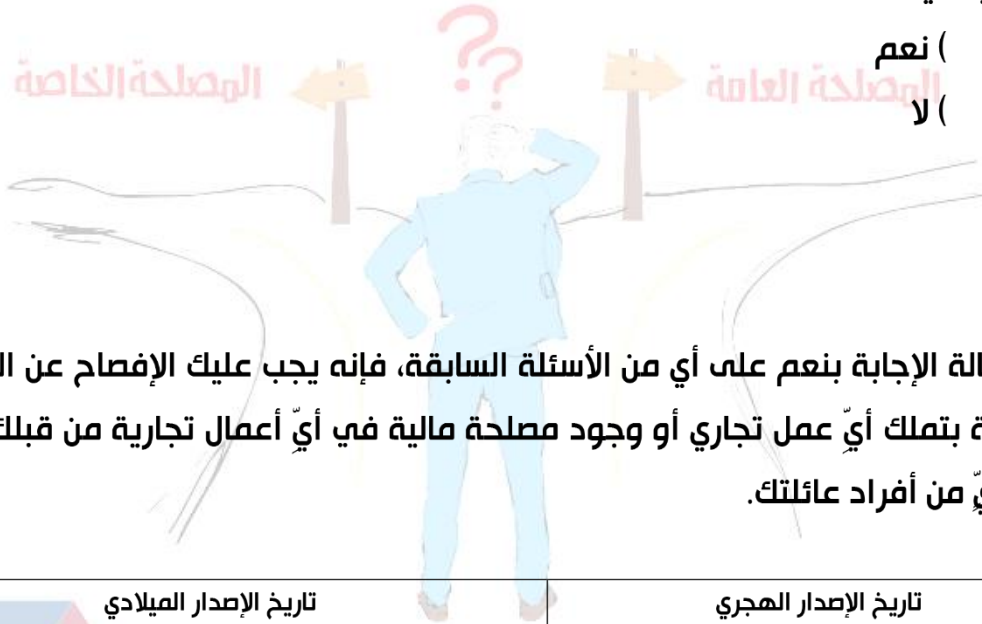 ) نعم
المصلحة العامة
المصلحة الخاصة
??
) لا
الة الإجابة بنعم على أي من الأسئلة السابقة، فإنه يجب عليك الإفصاح عن ال
ة بتملك أيِّ عمل تجاري أو وجود مصلحة مالية في أيِّ أعمال تجارية من قبلك
يِّ من أفراد عائلتك.
تاريخ الإصدار الهجري
تاريخ الإصدار الميلادي